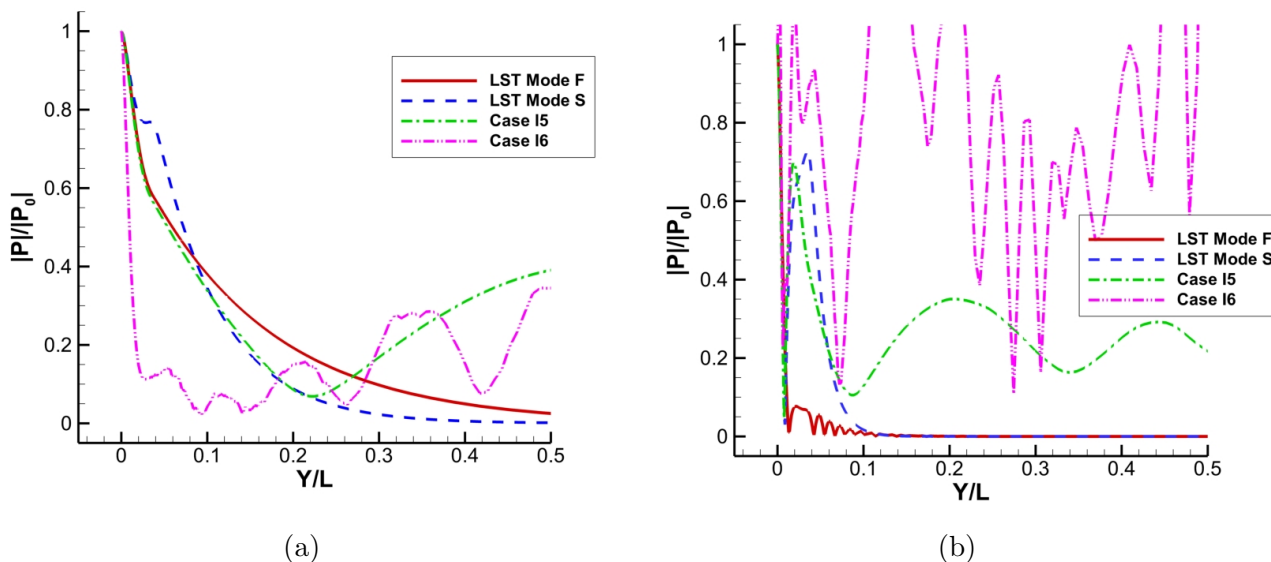 1
0.8
0.6
0.4
0.2
0
|P|/|P₀|
0 0.1 0.2 0.3 0.4 0.5
Y/L
LST Mode F
LST Mode S
Case I5
Case I6
(a)
1
0.8
0.6
0.4
0.2
0
|P|/|P₀|
0 0.1 0.2 0.3 0.4 0.5
Y/L
LST Mode F
LST Mode S
Case I5
Case I6
(b)